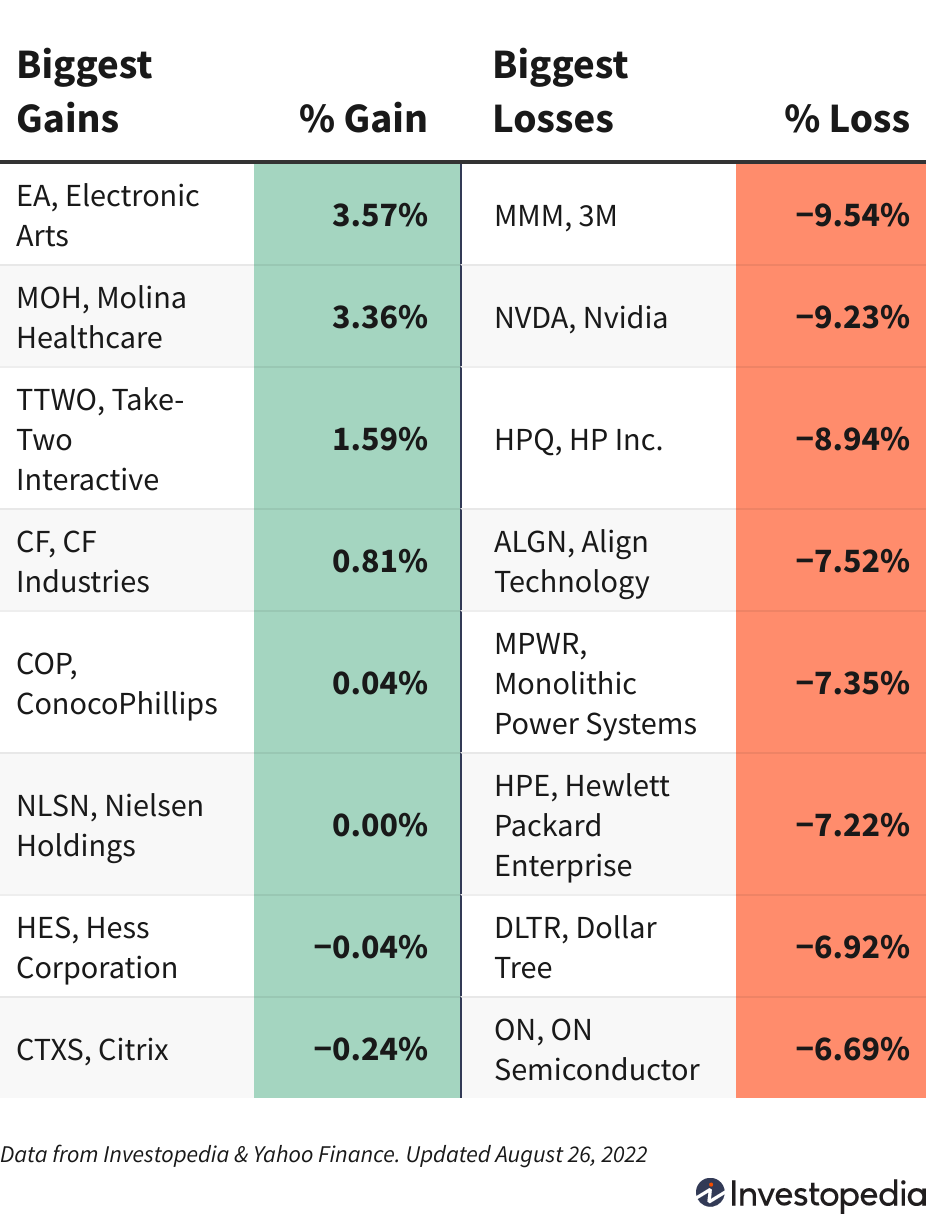 Biggest
Gains
% Gain
Biggest
Losses
% Loss
EA, Electronic
Arts
3.57%
MMM, 3M
−9.54%
MOH, Molina
Healthcare
3.36%
NVDA, Nvidia
−9.23%
TTWO, Take-
Two
Interactive
1.59%
HPQ, HP Inc.
−8.94%
CF, CF
Industries
0.81%
ALGN, Align
Technology
−7.52%
COP,
ConocoPhillips
0.04%
MPWR,
Monolithic
Power Systems
−7.35%
NLSN, Nielsen
Holdings
0.00%
HPE, Hewlett
Packard
Enterprise
−7.22%
HES, Hess
Corporation
−0.04%
DLTR, Dollar
Tree
−6.92%
CTXS, Citrix
−0.24%
ON, ON
Semiconductor
−6.69%
Data from Investopedia & Yahoo Finance. Updated August 26, 2022
Investopedia